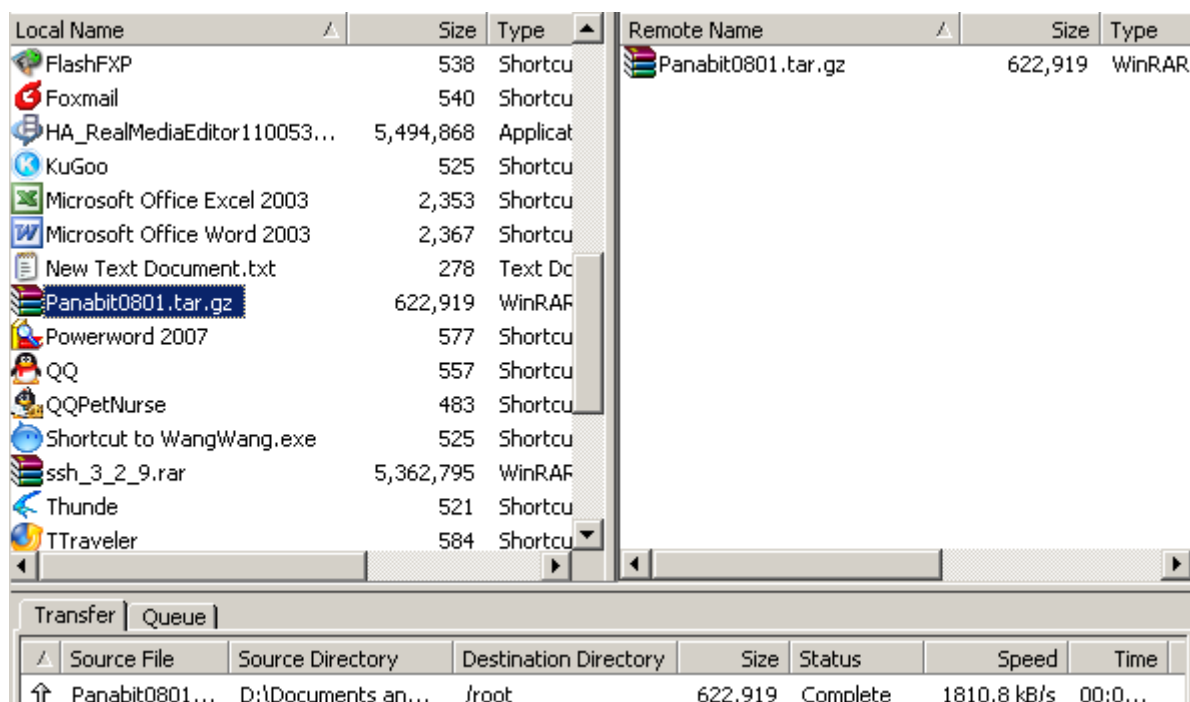 Local Name Size Type
FlashFXP 538 Shortcu
Foxmail 540 Shortcu
HA_RealMediaEditor110053... 5,494,868 Applicat
KuGoo 525 Shortcu
Microsoft Office Excel 2003 2,353 Shortcu
Microsoft Office Word 2003 2,367 Shortcu
New Text Document.txt 278 Text Do
Panabit0801.tar.gz 622,919 WinRAR
Powerword 2007 577 Shortcu
QQ 557 Shortcu
QQPetNurse 483 Shortcu
Shortcut to WangWang.exe 525 Shortcu
ssh_3_2_9.rar 5,362,795 WinRAR
Thunde 521 Shortcu
TTraveler 584 Shortcu
Remote Name Size Type
Panabit0801.tar.gz 622,919 WinRAR
Transfer Queue
Source File Source Directory Destination Directory Size Status Speed Time
Panabit0801... D:\Documents an... /root 622,919 Complete 1810.8 kB/s 00:0...